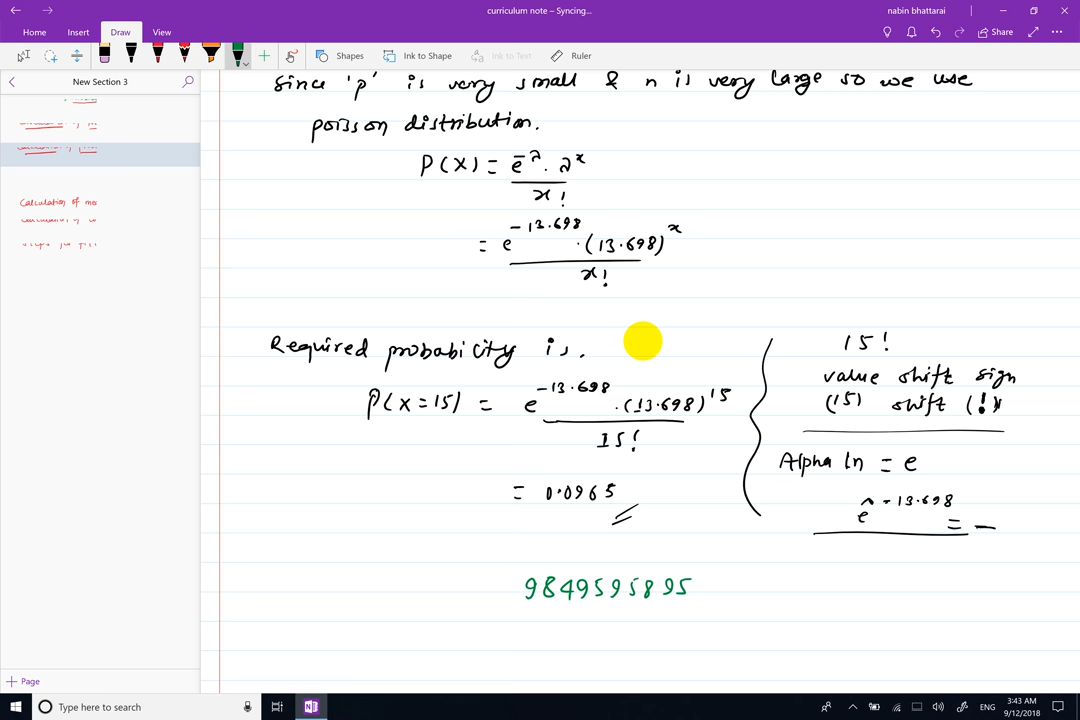 curriculum note – Syncing...
nabin bhattarai
Home Insert Draw View
Share
Shapes Ink to Shape Ink to Text Ruler
New Section 3
Calculation of
since 'p' is very small & n is very large so we use
poisson distribution.
P(X) = e^-λ . λ^x / x!
= e^-13.698 . (13.698)^x / x!
Required probability is.
P(X=15) = e^-13.698 . (13.698)^15 / 15!
= 0.0965
15!
value shift sign
(15) shift (!)
Alpha ln = e
e^ -13.698 = —
9849595895
+ Page
Type here to search
ENG
3:43 AM
9/12/2018